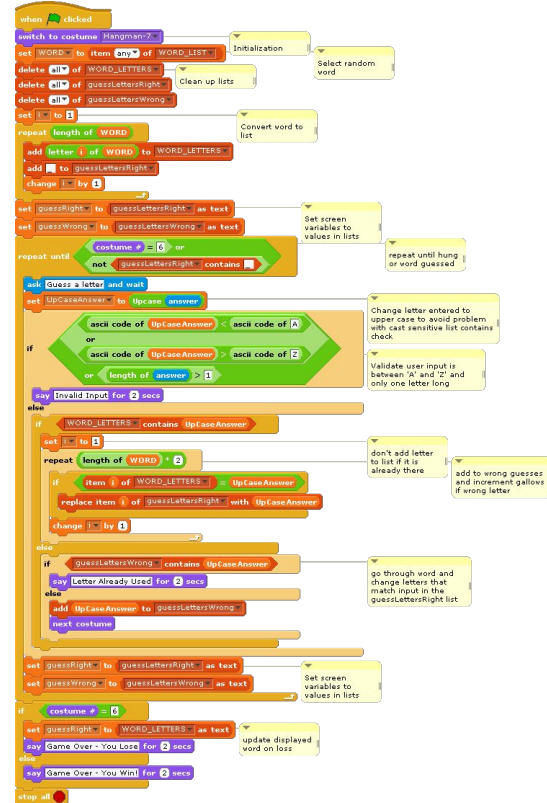 when clicked
switch to costume Hangman-7
set WORD to item any of WORD_LIST
Initialization
Select random
word
delete all of WORD_LETTERS
delete all of guessLettersRight
delete all of guessLettersWrong
Clean up lists
set i to 1
repeat length of WORD
Convert word to
list
add letter i of WORD to WORD_LETTERS
add _ to guessLettersRight
change i by 1
set guessRight to guessLettersRight as text
set guessWrong to guessLettersWrong as text
Set screen
variables to
values in lists
repeat until costume # = 6 or
not guessLettersRight contains _
repeat until hung
or word guessed
ask Guess a letter and wait
set UpCaseAnswer to Upcase answer
Change letter entered to
upper case to avoid problem
with cast sensitive list contains
check
if
ascii code of UpCaseAnswer < ascii code of A
or
ascii code of UpCaseAnswer > ascii code of Z
or length of answer > 1
Validate user input is
between 'A' and 'Z' and
only one letter long
say Invalid Input for 2 secs
else
if WORD_LETTERS contains UpCaseAnswer
set i to 1
repeat length of WORD * 2
don't add letter
to list if it is
already there
add to wrong guesses
and increment gallows
if wrong letter
if item i of WORD_LETTERS = UpCaseAnswer
replace item i of guessLettersRight with UpCaseAnswer
change i by 1
else
if guessLettersWrong contains UpCaseAnswer
say Letter Already Used for 2 secs
else
add UpCaseAnswer to guessLettersWrong
next costume
go through word and
change letters that
match input in the
guessLettersRight list
set guessRight to guessLettersRight as text
set guessWrong to guessLettersWrong as text
Set screen
variables to
values in lists
if costume # = 6
set guessRight to WORD_LETTERS as text
say Game Over - You Lose for 2 secs
update displayed
word on loss
else
say Game Over - You Win! for 2 secs
stop all